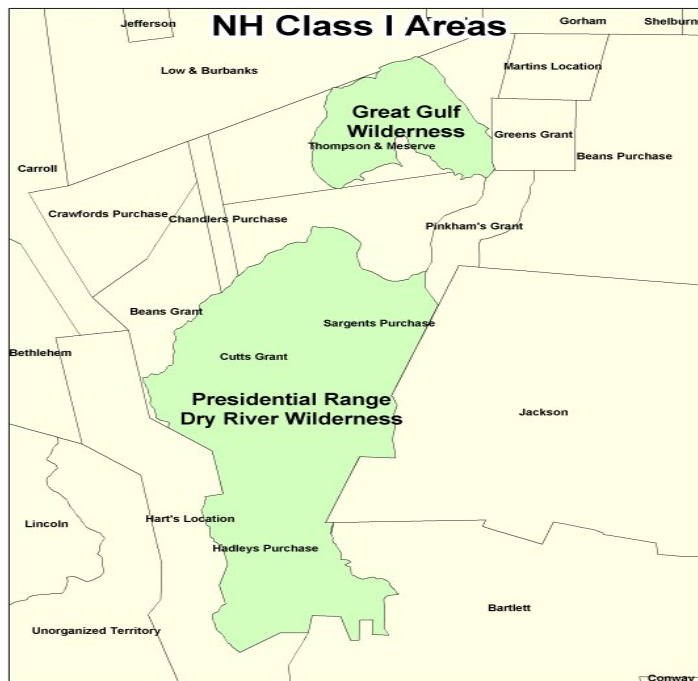 NH Class I Areas
Jefferson
Gorham
Shelburn
Low & Burbanks
Martins Location
Great Gulf
Wilderness
Thompson & Meserve
Greens Grant
Beans Purchase
Carroll
Crawfords Purchase
Chandlers Purchase
Pinkham's Grant
Beans Grant
Sargents Purchase
Bethlehem
Cutts Grant
Presidential Range
Dry River Wilderness
Jackson
Lincoln
Hart's Location
Hadleys Purchase
Bartlett
Unorganized Territory
Conway